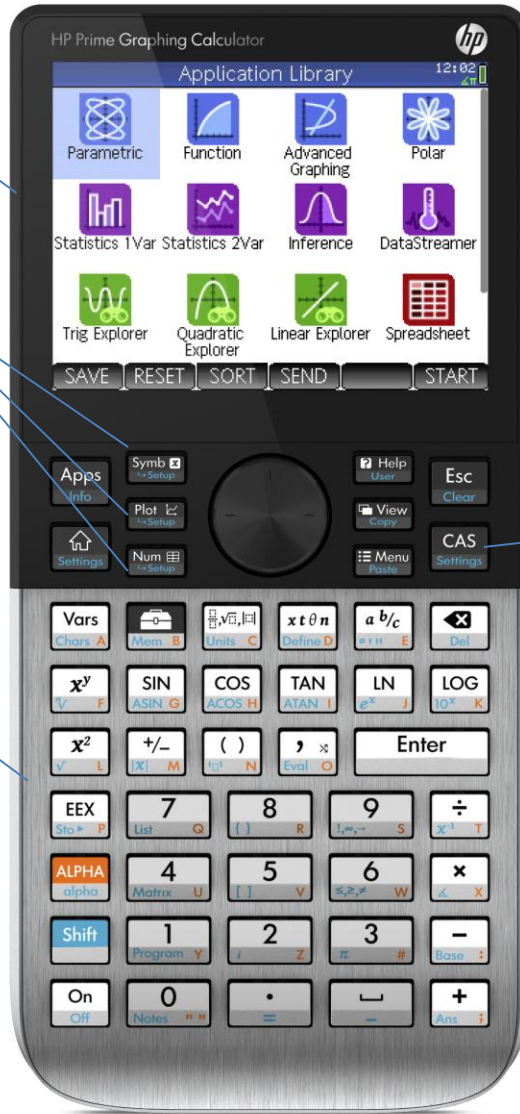 HP Prime Graphing Calculator hp
Application Library 12:02
∡π
Parametric Function Advanced Graphing Polar
Statistics 1Var Statistics 2Var Inference DataStreamer
Trig Explorer Quadratic Explorer Linear Explorer Spreadsheet
SAVE RESET SORT SEND START
Apps Symb Help Esc
Info Setup User Clear
Plot View
Setup Copy
Num Menu CAS
Settings Setup Paste Settings
Vars x t θ n a b/c
Chars A Mem B Units C Define D E Del
xʸ SIN COS TAN LN LOG
F ASIN G ACOS H ATAN I eˣ J 10ˣ K
x² +/− ( ) , Enter
√ L |x| M N Eval O
EEX 7 8 9 ÷
Sto ▸ P List Q { } R !,∞,→ S x⁻¹ T
ALPHA 4 5 6 ×
alpha Matrix U [ ] V ≤,≥,≠ W ∡ X
Shift 1 2 3 −
Program Y i Z π # Base :
On 0 . +
Off Notes " " = _ Ans ;